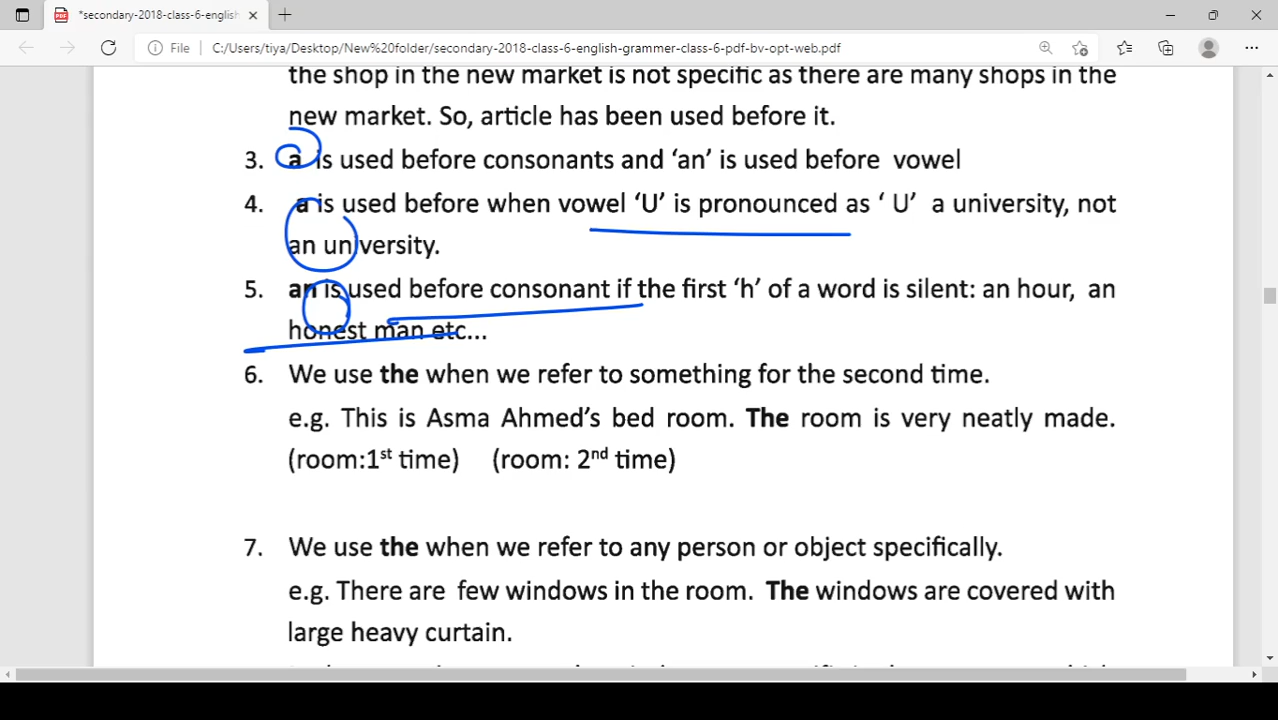 *secondary-2018-class-6-english
File C:/Users/tiya/Desktop/New%20folder/secondary-2018-class-6-english-grammer-class-6-pdf-bv-opt-web.pdf
the shop in the new market is not specific as there are many shops in the
new market. So, article has been used before it.
3. a is used before consonants and ‘an’ is used before vowel
4. a is used before when vowel ‘U’ is pronounced as ‘ U’ a university, not
an university.
5. an is used before consonant if the first ‘h’ of a word is silent: an hour, an
honest man etc...
6. We use the when we refer to something for the second time.
e.g. This is Asma Ahmed’s bed room. The room is very neatly made.
(room:1st time) (room: 2nd time)
7. We use the when we refer to any person or object specifically.
e.g. There are few windows in the room. The windows are covered with
large heavy curtain.